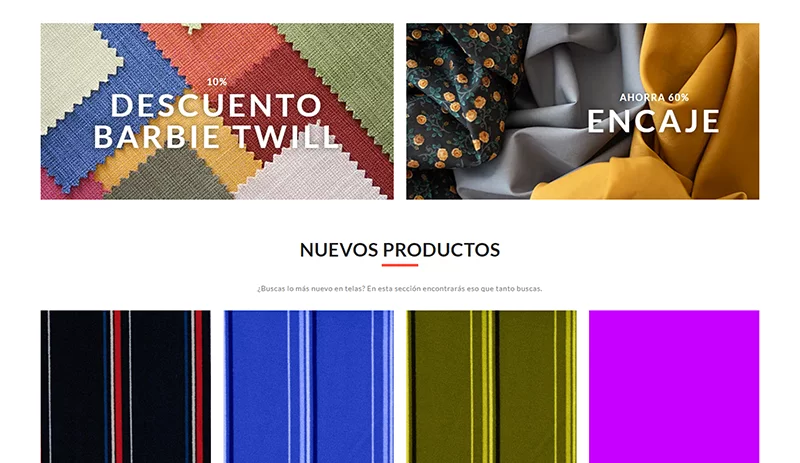 10%
DESCUENTO
BARBIE TWILL
AHORRA 60%
ENCAJE
NUEVOS PRODUCTOS
¿Buscas lo más nuevo en telas? En esta sección encontrarás eso que tanto buscas.